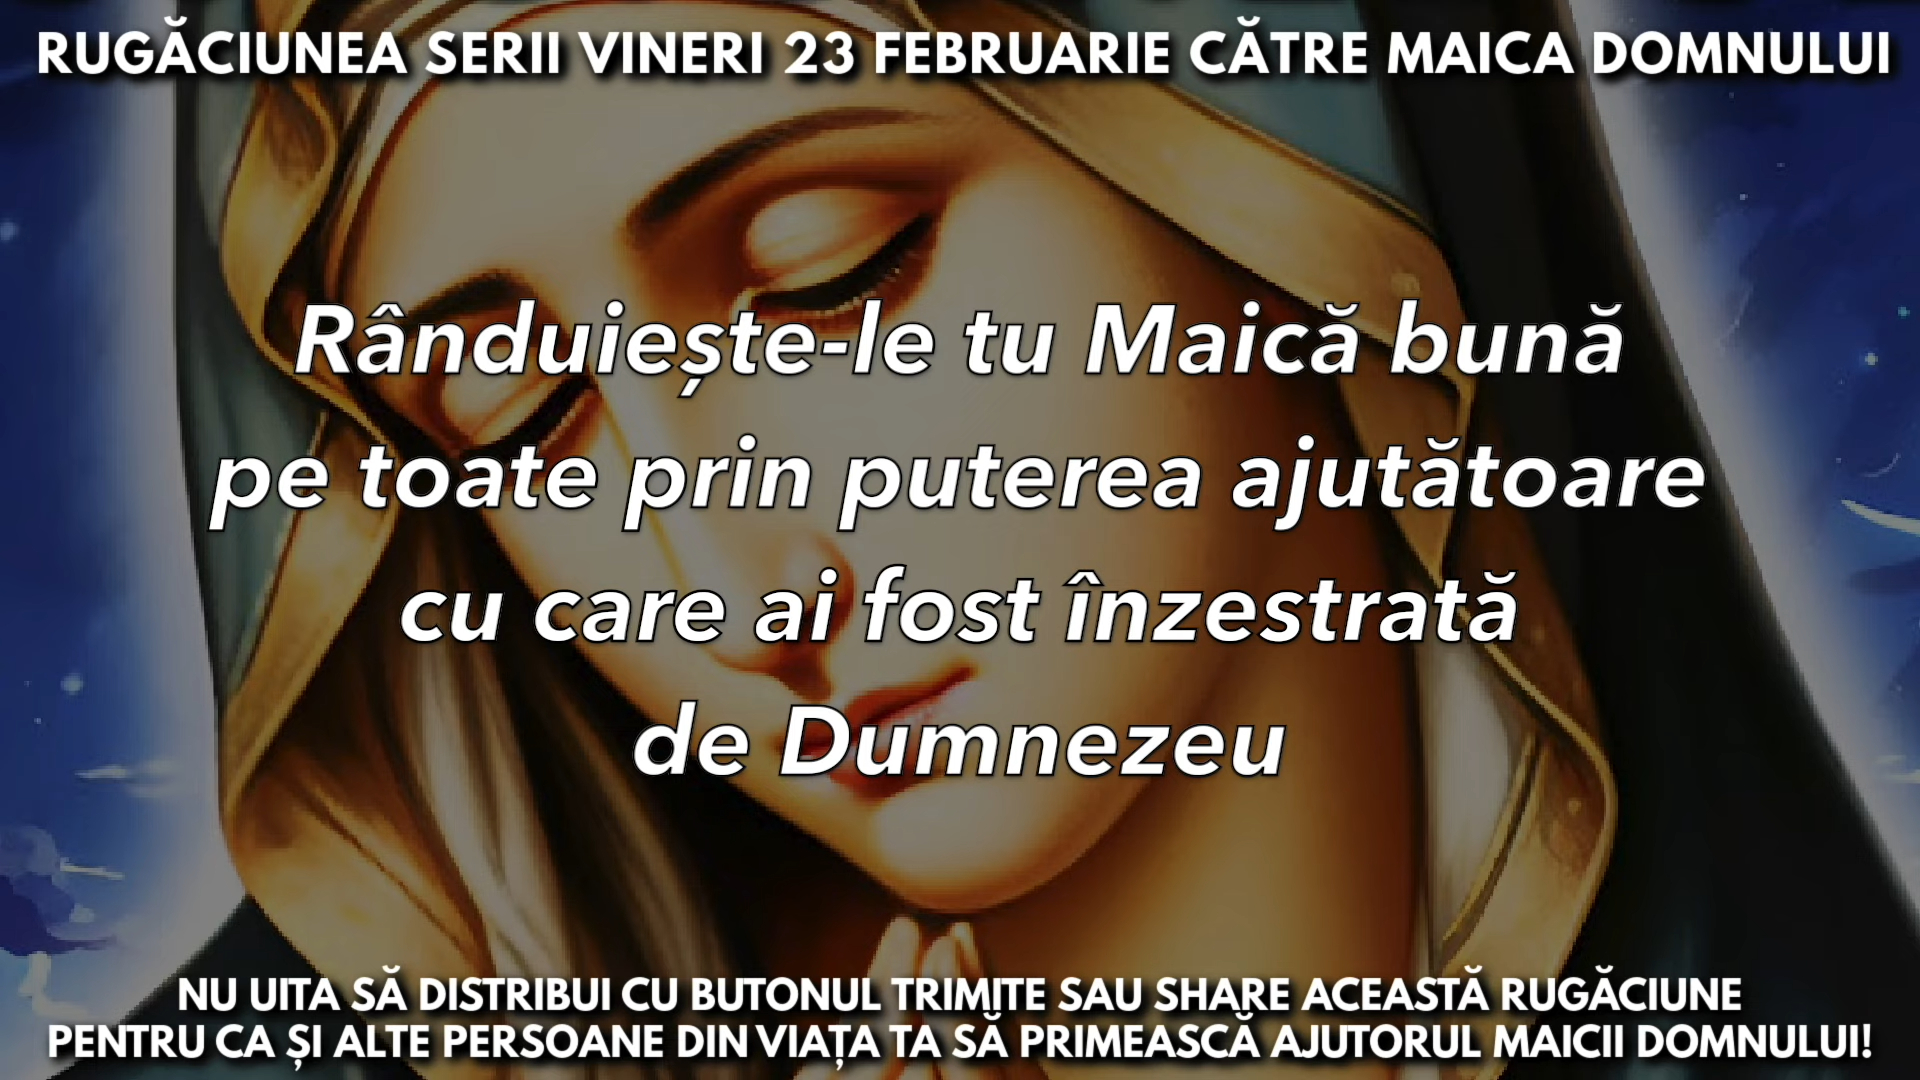 RUGĂCIUNEA SERII VINERI 23 FEBRUARIE CĂTRE MAICA DOMNULUI
Rânduiește-le tu Maică bună
pe toate prin puterea ajutătoare
cu care ai fost înzestrată
de Dumnezeu
NU UITA SĂ DISTRIBUI CU BUTONUL TRIMITE SAU SHARE ACEASTĂ RUGĂCIUNE
PENTRU CA ȘI ALTE PERSOANE DIN VIAȚA TA SĂ PRIMEASCĂ AJUTORUL MAICII DOMNULUI!